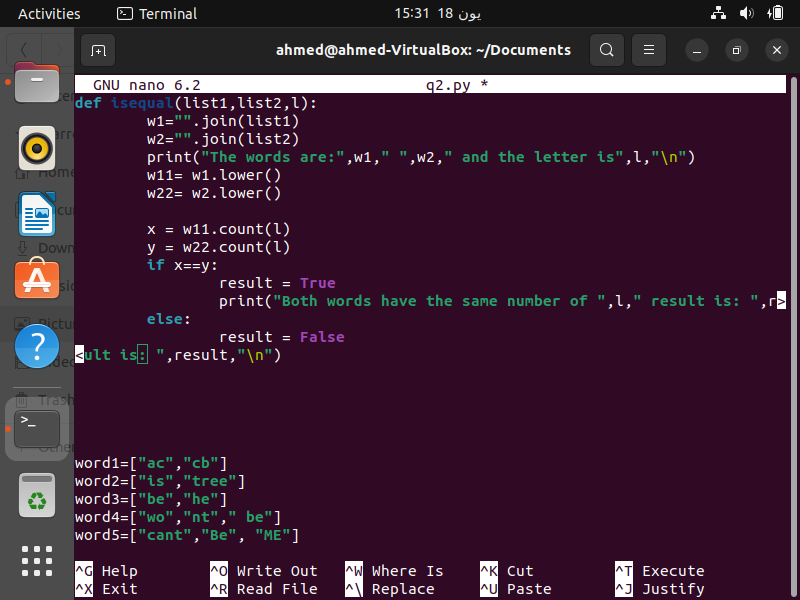 Activities Terminal 15:31 18 يون
ahmed@ahmed-VirtualBox: ~/Documents
GNU nano 6.2 q2.py *
def isequal(list1,list2,l):
w1="".join(list1)
w2="".join(list2)
print("The words are:",w1," ",w2," and the letter is",l,"\n")
w11= w1.lower()
w22= w2.lower()
x = w11.count(l)
y = w22.count(l)
if x==y:
result = True
print("Both words have the same number of ",l," result is: ",r>
else:
result = False
<ult is: ",result,"\n")
word1=["ac","cb"]
word2=["is","tree"]
word3=["be","he"]
word4=["wo","nt"," be"]
word5=["cant","Be", "ME"]
^G Help ^O Write Out ^W Where Is ^K Cut ^T Execute
^X Exit ^R Read File ^\ Replace ^U Paste ^J Justify